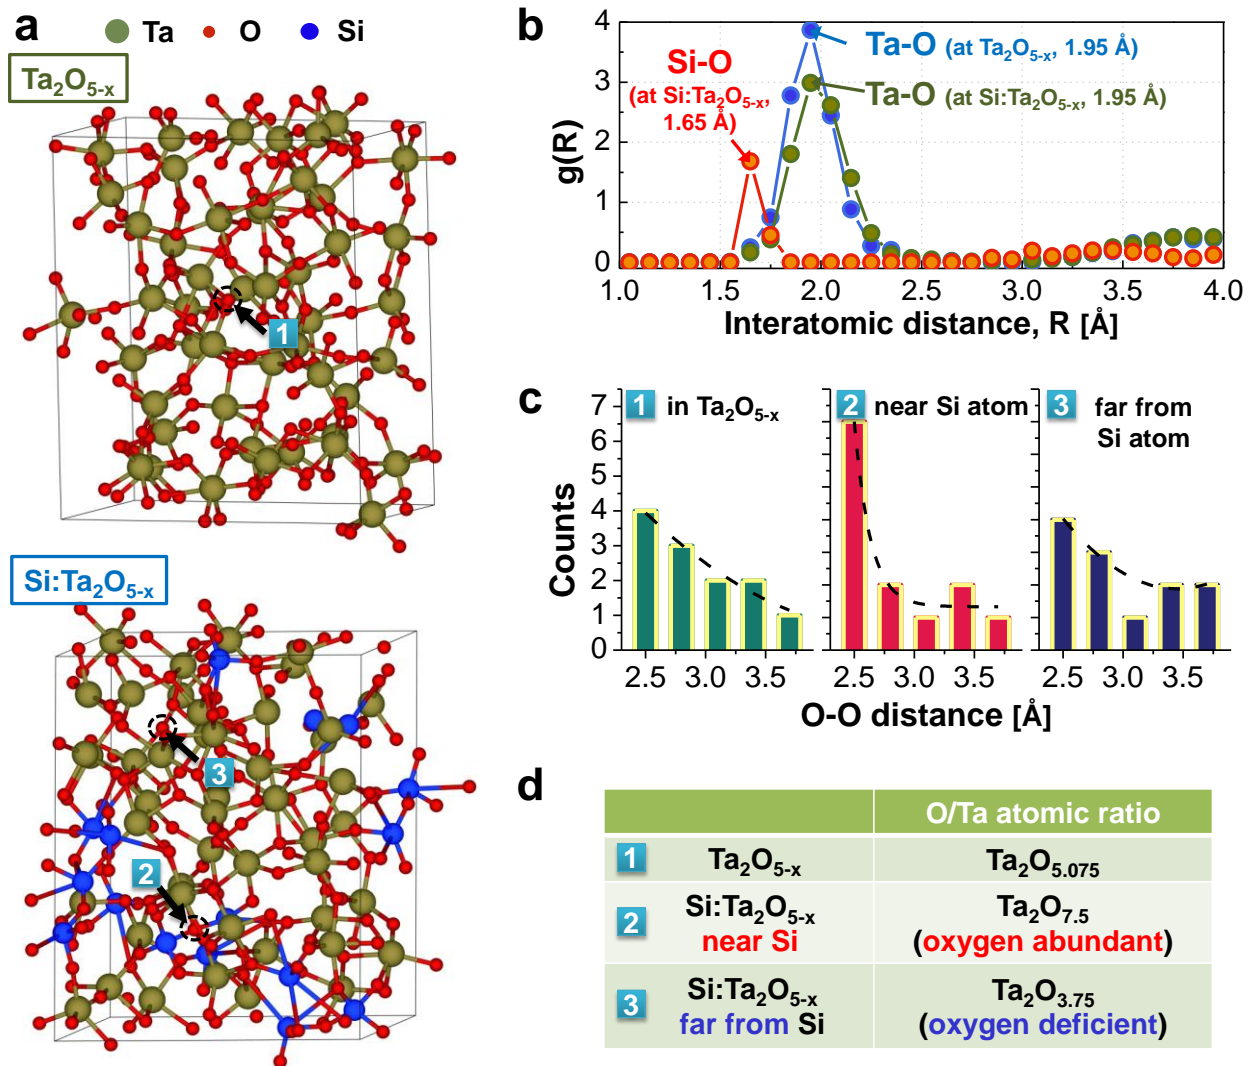 a
Ta O Si
Ta2O5-x
1
Si:Ta2O5-x
3
2
b
g(R)
4
3
2
1
0
Si-O
(at Si:Ta2O5-x,
1.65 Å)
Ta-O (at Ta2O5-x, 1.95 Å)
Ta-O (at Si:Ta2O5-x, 1.95 Å)
1.0 1.5 2.0 2.5 3.0 3.5 4.0
Interatomic distance, R [Å]
c
Counts
7
6
5
4
3
2
1
0
1 in Ta2O5-x
2 near Si atom
3 far from
Si atom
2.5 3.0 3.5 2.5 3.0 3.5 2.5 3.0 3.5
O-O distance [Å]
d
O/Ta atomic ratio
1 Ta2O5-x Ta2O5.075
2 Si:Ta2O5-x Ta2O7.5
near Si (oxygen abundant)
3 Si:Ta2O5-x Ta2O3.75
far from Si (oxygen deficient)